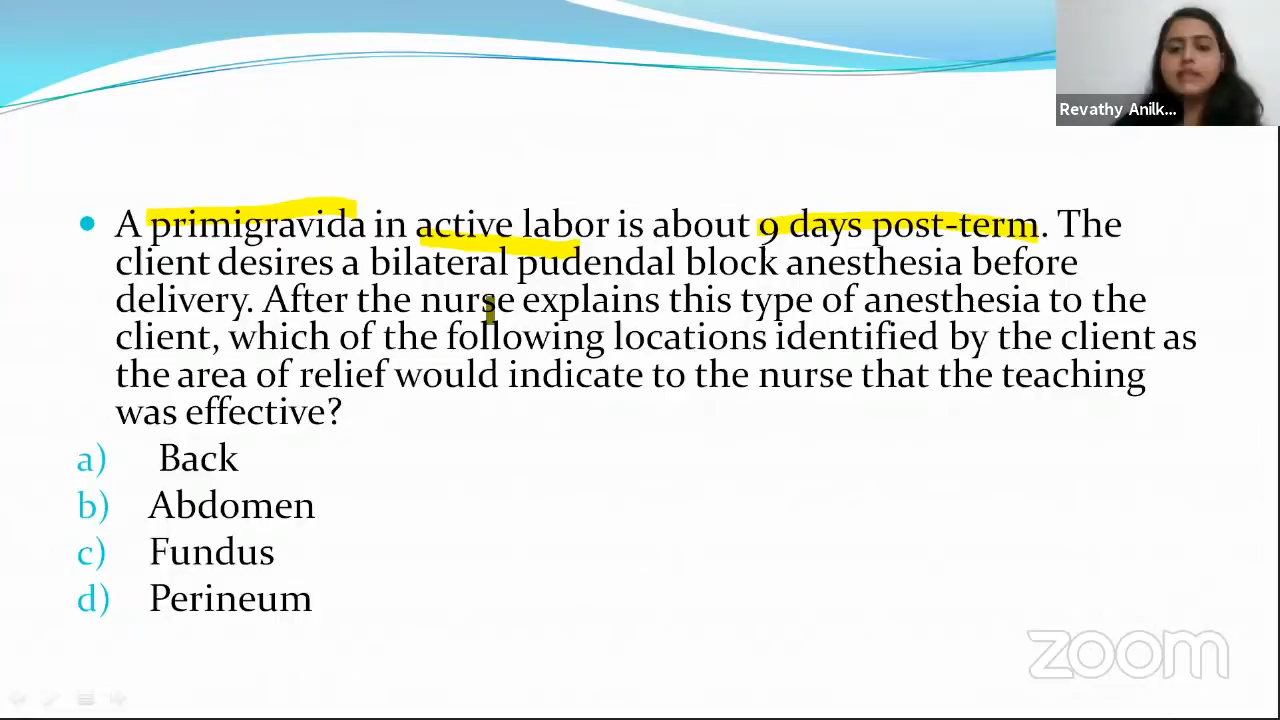 Revathy Anilk...
A primigravida in active labor is about 9 days post-term. The
client desires a bilateral pudendal block anesthesia before
delivery. After the nurse explains this type of anesthesia to the
client, which of the following locations identified by the client as
the area of relief would indicate to the nurse that the teaching
was effective?
a) Back
b) Abdomen
c) Fundus
d) Perineum
zoom